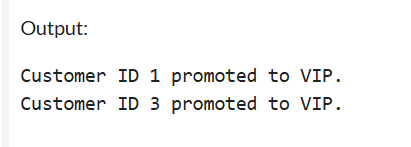 Output:
Customer ID 1 promoted to VIP.
Customer ID 3 promoted to VIP.